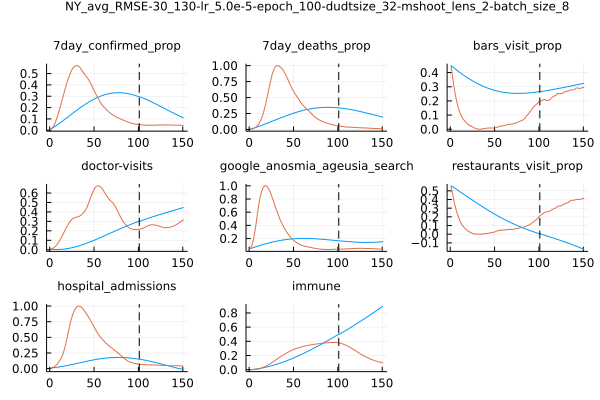 NY_avg_RMSE-30_130-lr_5.0e-5-epoch_100-dudtsize_32-mshoot_lens_2-batch_size_8
7day_confirmed_prop
0.5
0.4
0.3
0.2
0.1
0.0
0 50 100 150
7day_deaths_prop
1.00
0.75
0.50
0.25
0.00
0 50 100 150
bars_visit_prop
0.4
0.3
0.2
0.1
0.0
0 50 100 150
doctor-visits
0.6
0.5
0.4
0.3
0.2
0.1
0.0
0 50 100 150
google_anosmia_ageusia_search
1.0
0.8
0.6
0.4
0.2
0 50 100 150
restaurants_visit_prop
0.5
0.4
0.3
0.2
0.1
0.0
−0.1
0 50 100 150
hospital_admissions
1.00
0.75
0.50
0.25
0.00
0 50 100 150
immune
0.8
0.6
0.4
0.2
0.0
0 50 100 150